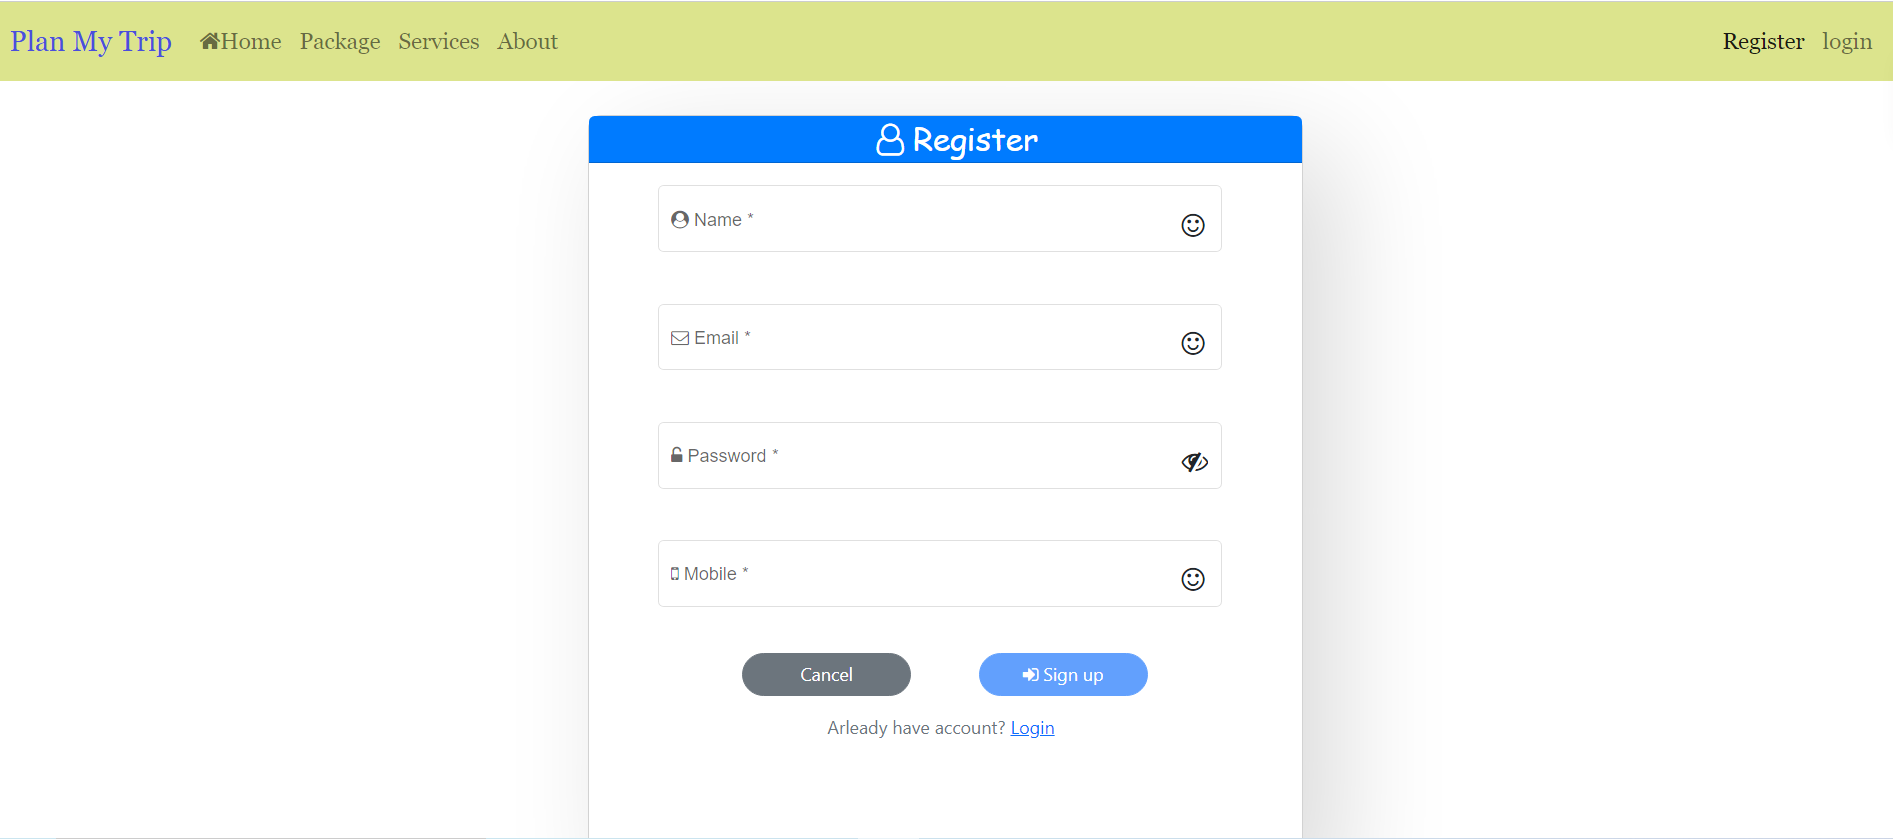 Plan My Trip Home Package Services About Register login
Register
Name *
Email *
Password *
Mobile *
Cancel Sign up
Arleady have account? Login